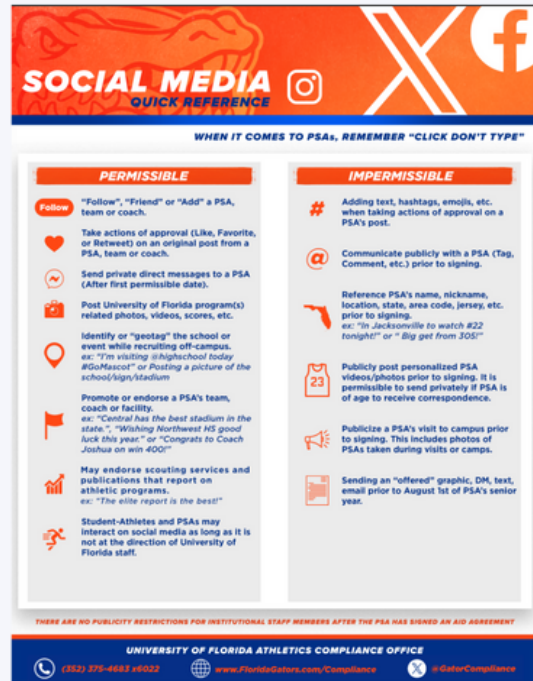 SOCIAL MEDIA
QUICK REFERENCE
WHEN IT COMES TO PSAs, REMEMBER “CLICK DON’T TYPE”
PERMISSIBLE
Follow
“Follow”, “Friend” or “Add” a PSA,
team or coach.
Take actions of approval (Like, Favorite,
or Retweet) on an original post from a
PSA, team or coach.
Send private direct messages to a PSA
(After first permissible date).
Post University of Florida program(s)
related photos, videos, scores, etc.
Identify or “geotag” the school or
event while recruiting off-campus.
ex: “I’m visiting @highschool today
#GoMascot” or Posting a picture of the
school/sign/stadium
Promote or endorse a PSA’s team,
coach or facility.
ex: “Central has the best stadium in the
state.”, “Wishing Northwest HS good
luck this year.” or “Congrats to Coach
Joshua on win 400!”
May endorse scouting services and
publications that report on
athletic programs.
ex: “The elite report is the best!”
Student-Athletes and PSAs may
interact on social media as long as it is
not at the direction of University of
Florida staff.
IMPERMISSIBLE
#
Adding text, hashtags, emojis, etc.
when taking actions of approval on a
PSA’s post.
@
Communicate publicly with a PSA (Tag,
Comment, etc.) prior to signing.
Reference PSA’s name, nickname,
location, state, area code, jersey, etc.
prior to signing.
ex: “In Jacksonville to watch #22
tonight!” or “ Big get from 305!”
23
Publicly post personalized PSA
videos/photos prior to signing. It is
permissible to send privately if PSA is
of age to receive correspondence.
Publicize a PSA’s visit to campus prior
to signing. This includes photos of
PSAs taken during visits or camps.
Sending an “offered” graphic, DM, text,
email prior to August 1st of PSA’s senior
year.
THERE ARE NO PUBLICITY RESTRICTIONS FOR INSTITUTIONAL STAFF MEMBERS AFTER THE PSA HAS SIGNED AN AID AGREEMENT
UNIVERSITY OF FLORIDA ATHLETICS COMPLIANCE OFFICE
(352) 375-4683 x6022
www.FloridaGators.com/Compliance
@GatorCompliance